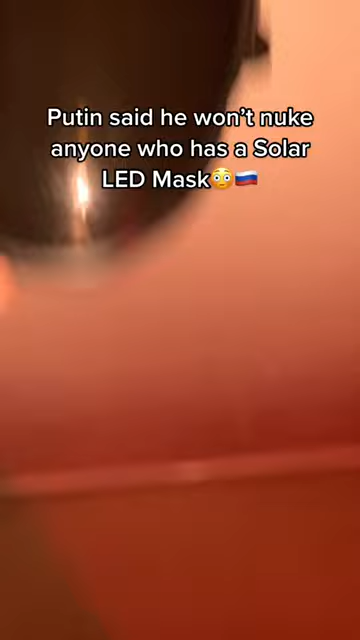 Putin said he won’t nuke
anyone who has a Solar
LED Mask😳🇷🇺